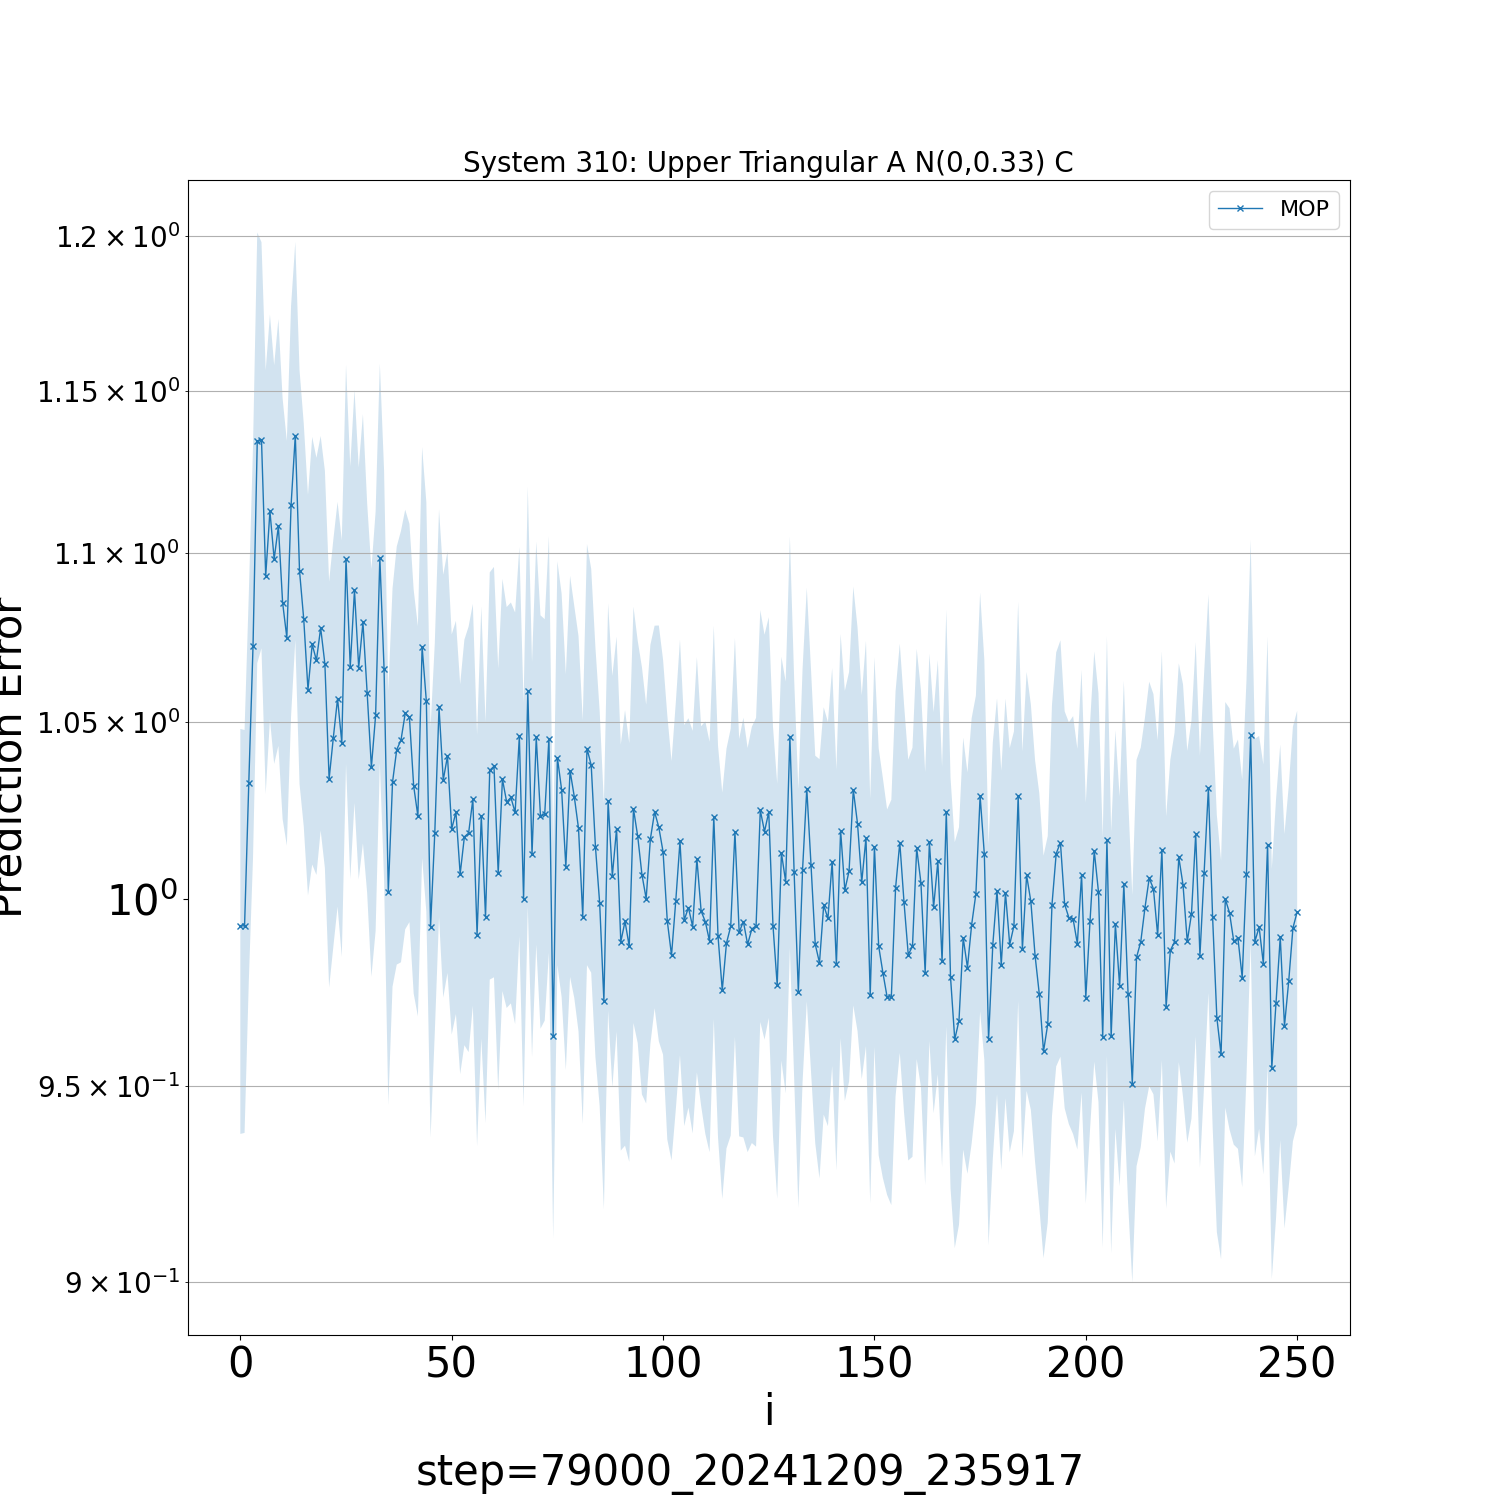 System 310: Upper Triangular A N(0,0.33) C
MOP
1.2 × 10⁰
1.15 × 10⁰
1.1 × 10⁰
1.05 × 10⁰
10⁰
9.5 × 10⁻¹
9 × 10⁻¹
Prediction Error
0 50 100 150 200 250
i
step=79000_20241209_235917